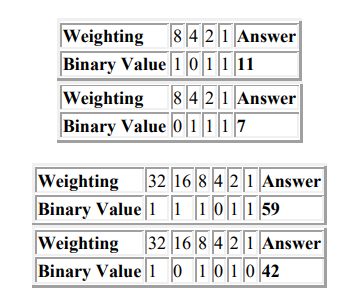 Weighting 8 4 2 1 Answer
Binary Value 1 0 1 1 11
Weighting 8 4 2 1 Answer
Binary Value 0 1 1 1 7
Weighting 32 16 8 4 2 1 Answer
Binary Value 1 1 1 0 1 1 59
Weighting 32 16 8 4 2 1 Answer
Binary Value 1 0 1 0 1 0 42